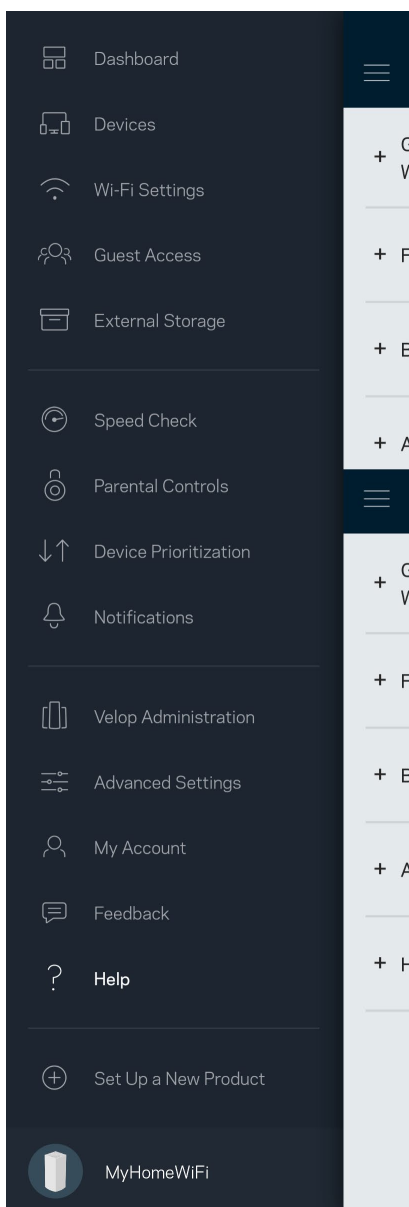 Dashboard
Devices
Wi-Fi Settings
Guest Access
External Storage
Speed Check
Parental Controls
Device Prioritization
Notifications
Velop Administration
Advanced Settings
My Account
Feedback
Help
Set Up a New Product
MyHomeWiFi